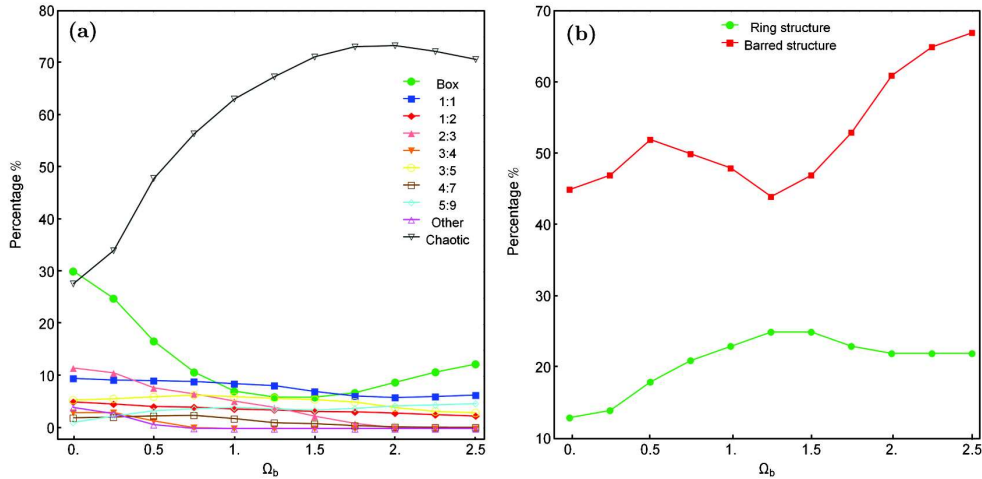 (a)
80
70
60
50
40
30
20
10
0
Percentage %
0. 0.5 1. 1.5 2. 2.5
Ω_b
Box
1:1
1:2
2:3
3:4
3:5
4:7
5:9
Other
Chaotic
(b)
70
60
50
40
30
20
10
Percentage %
0. 0.5 1. 1.5 2. 2.5
Ω_b
Ring structure
Barred structure